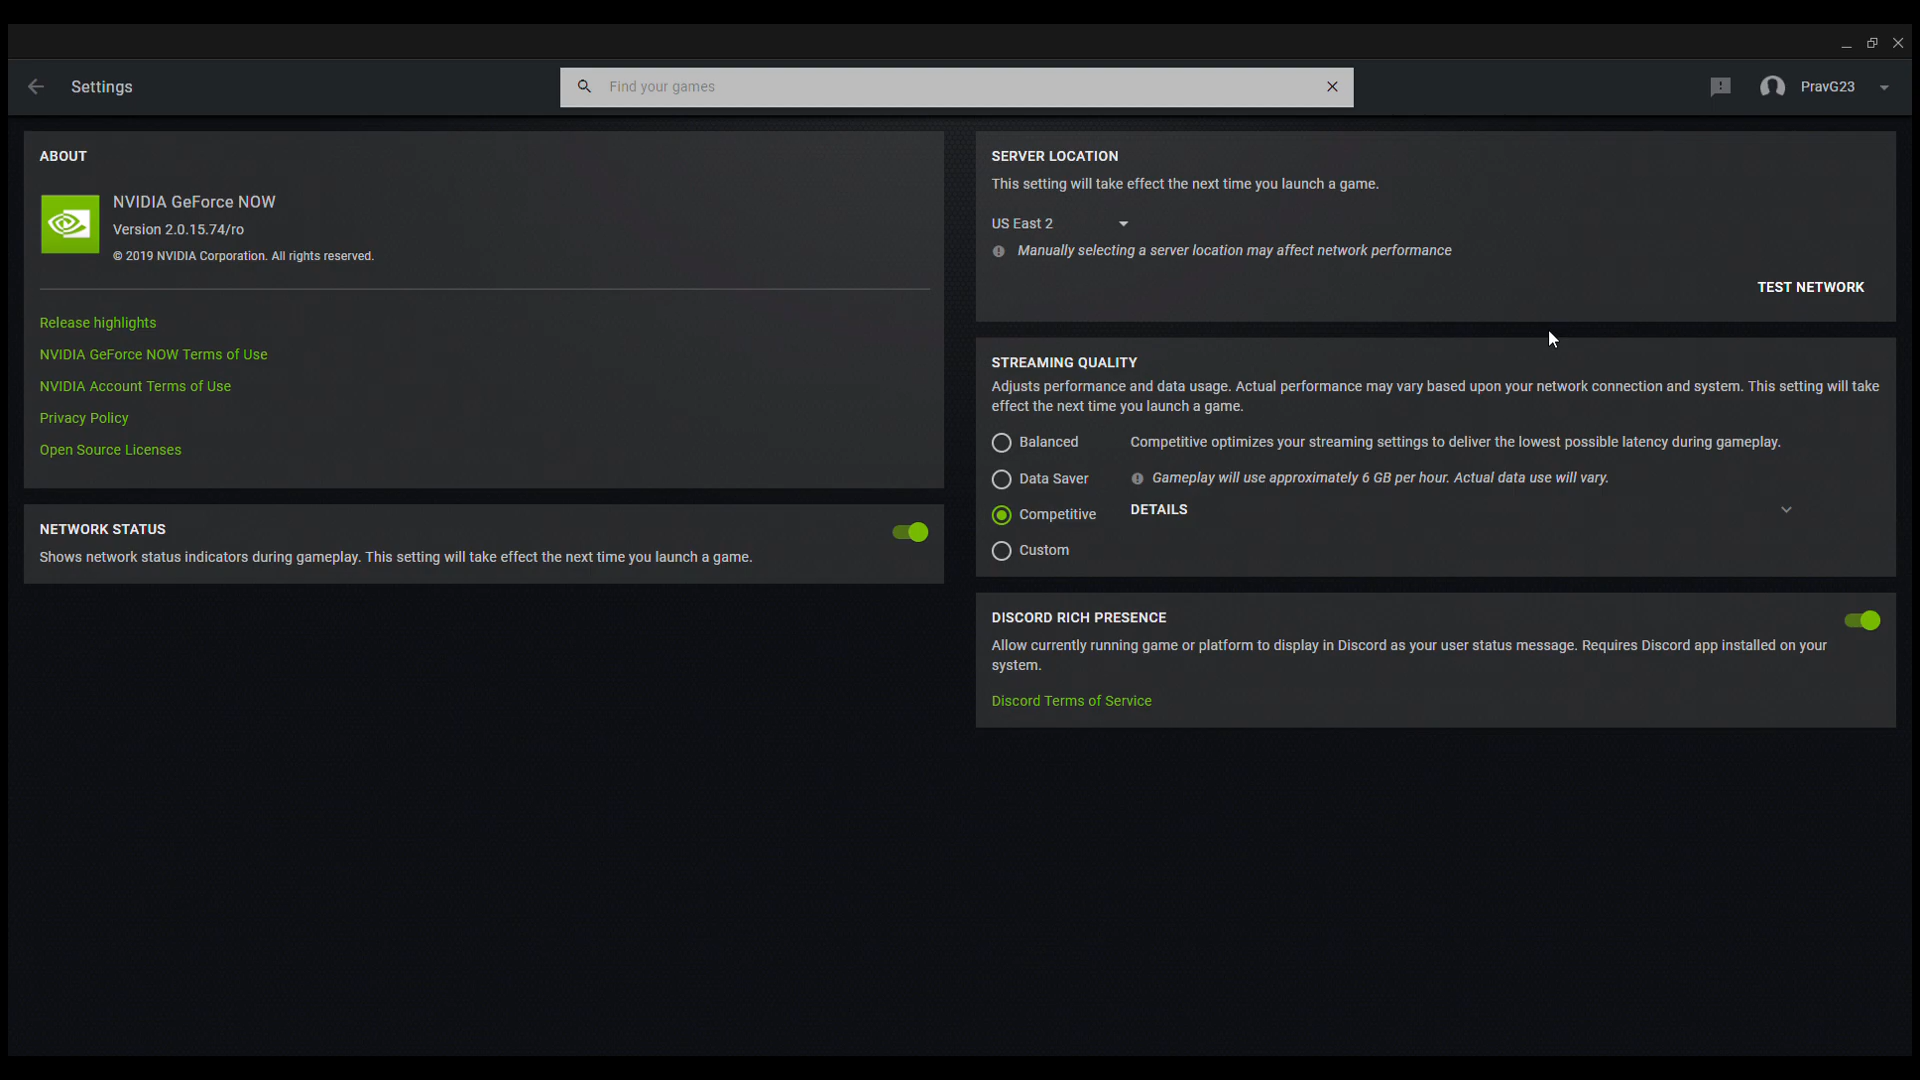 Settings
Find your games
PravG23
ABOUT
NVIDIA GeForce NOW
Version 2.0.15.74/ro
© 2019 NVIDIA Corporation. All rights reserved.
Release highlights
NVIDIA GeForce NOW Terms of Use
NVIDIA Account Terms of Use
Privacy Policy
Open Source Licenses
NETWORK STATUS
Shows network status indicators during gameplay. This setting will take effect the next time you launch a game.
SERVER LOCATION
This setting will take effect the next time you launch a game.
US East 2
Manually selecting a server location may affect network performance
TEST NETWORK
STREAMING QUALITY
Adjusts performance and data usage. Actual performance may vary based upon your network connection and system. This setting will take
effect the next time you launch a game.
Balanced
Data Saver
Competitive
Custom
Competitive optimizes your streaming settings to deliver the lowest possible latency during gameplay.
Gameplay will use approximately 6 GB per hour. Actual data use will vary.
DETAILS
DISCORD RICH PRESENCE
Allow currently running game or platform to display in Discord as your user status message. Requires Discord app installed on your
system.
Discord Terms of Service